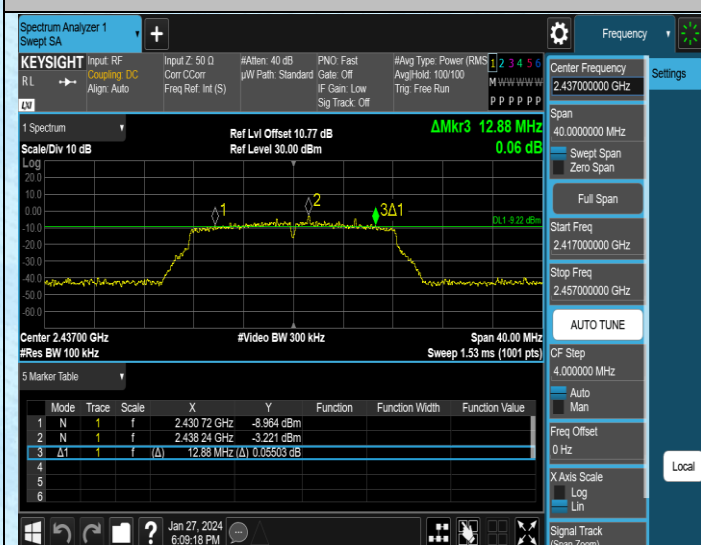 Spectrum Analyzer 1
Swept SA
Frequency
KEYSIGHT
RL
LXI
Input: RF
Coupling: DC
Align: Auto
Input Z: 50 Ω
Corr CCorr
Freq Ref: Int (S)
#Atten: 40 dB
µW Path: Standard
PNO: Fast
Gate: Off
IF Gain: Low
Sig Track: Off
#Avg Type: Power (RMS
Avg|Hold: 100/100
Trig: Free Run
1 2 3 4 5 6
M W W W W W
P P P P P P
Center Frequency
2.437000000 GHz
Settings
1 Spectrum
Scale/Div 10 dB
Ref Lvl Offset 10.77 dB
Ref Level 30.00 dBm
ΔMkr3 12.88 MHz
0.06 dB
Span
40.0000000 MHz
Swept Span
Zero Span
Full Span
Log
20.0
10.0
0.00
-10.0
-20.0
-30.0
-40.0
-50.0
-60.0
1
2
3Δ1
DL1 -9.22 dBm
Start Freq
2.417000000 GHz
Stop Freq
2.457000000 GHz
AUTO TUNE
Center 2.43700 GHz
#Res BW 100 kHz
#Video BW 300 kHz
Span 40.00 MHz
Sweep 1.53 ms (1001 pts)
CF Step
4.000000 MHz
Auto
Man
5 Marker Table
Mode Trace Scale X Y Function Function Width Function Value
1 N 1 f 2.430 72 GHz -8.964 dBm
2 N 1 f 2.438 24 GHz -3.221 dBm
3 Δ1 1 f (Δ) 12.88 MHz (Δ) 0.05503 dB
4
5
6
Freq Offset
0 Hz
Local
X Axis Scale
Log
Lin
Signal Track
(Span Zoom)
?
Jan 27, 2024
6:09:18 PM